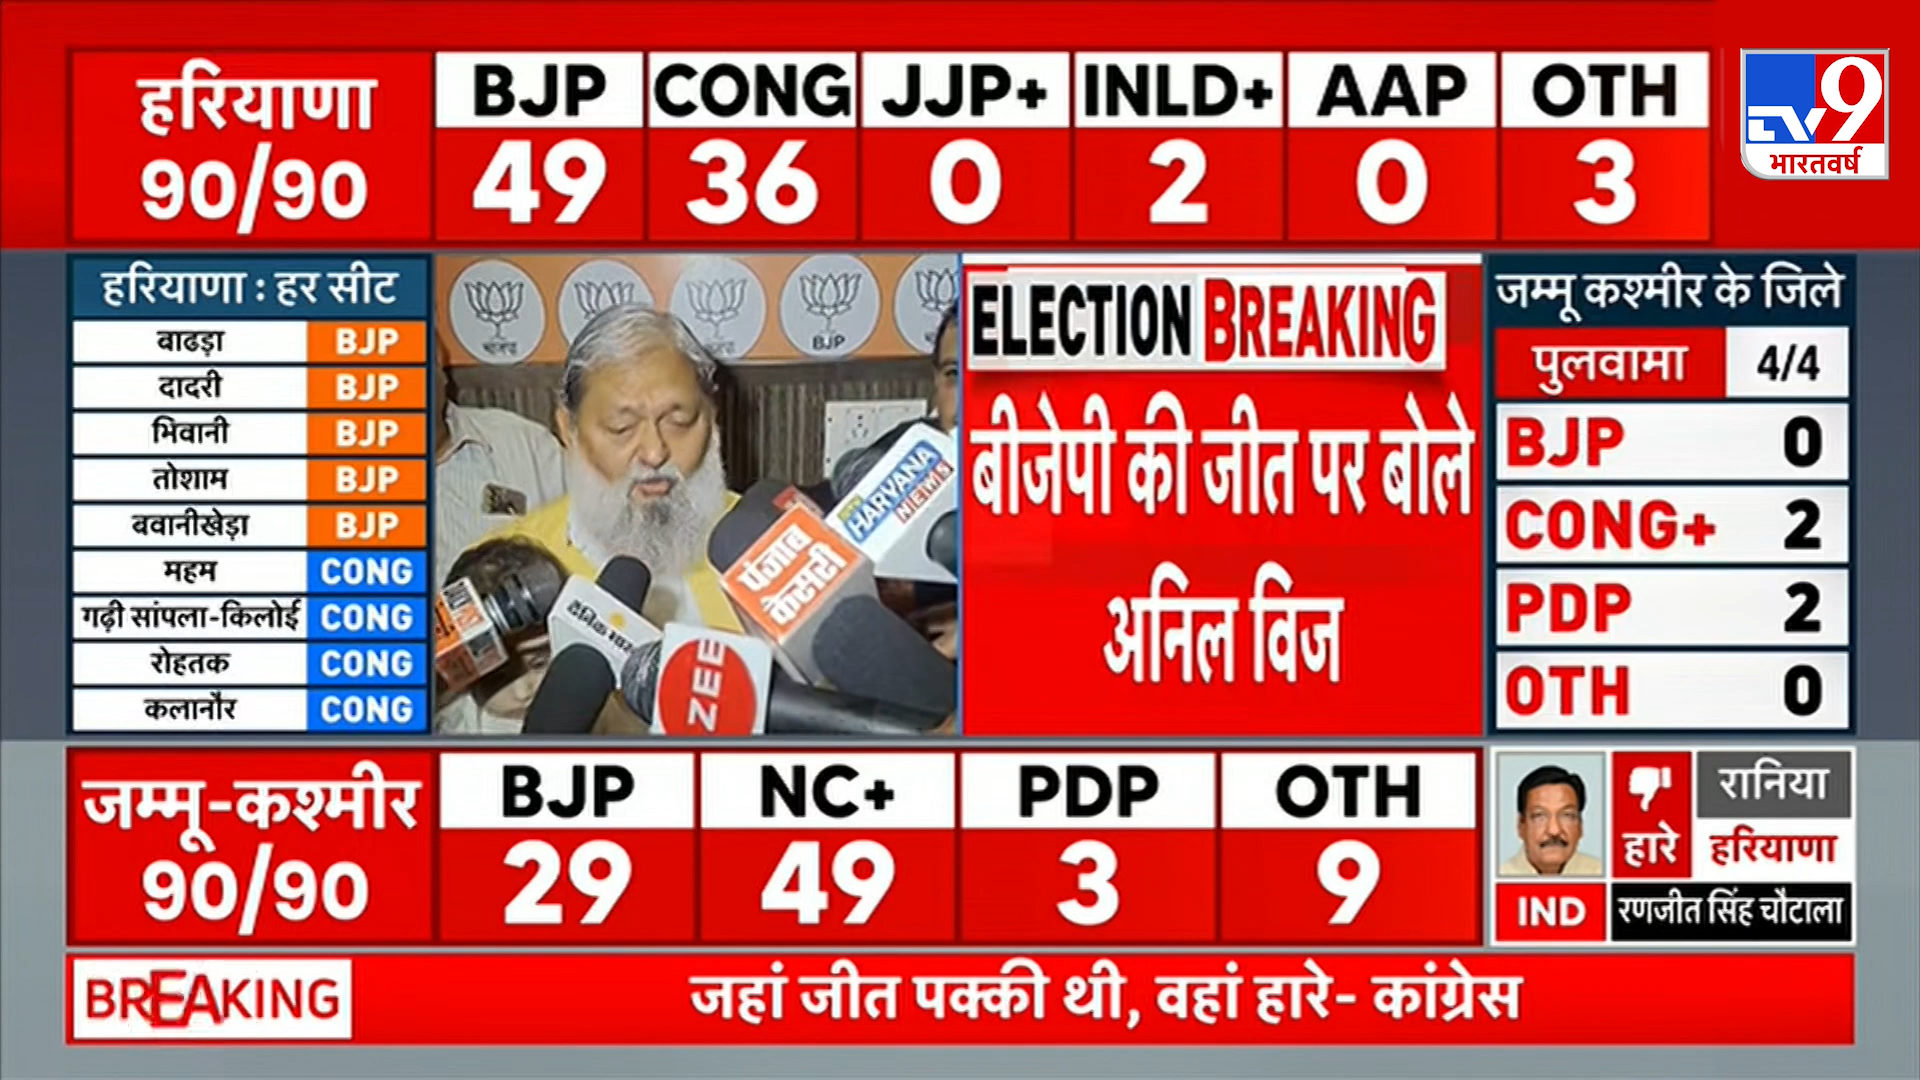 हरियाणा
90/90
BJP CONG JJP+ INLD+ AAP OTH
49 36 0 2 0 3
TV9
भारतवर्ष
हरियाणा : हर सीट
बाढड़ा BJP
दादरी BJP
भिवानी BJP
तोशाम BJP
बवानीखेड़ा BJP
महम CONG
गढ़ी सांपला-किलोई CONG
रोहतक CONG
कलानौर CONG
भाजपा
BJP
HARYANA
NEWS
पंजाब
केसरी
दैनिक
ZEE
ELECTION BREAKING
बीजेपी की जीत पर बोले
अनिल विज
जम्मू कश्मीर के जिले
पुलवामा 4/4
BJP 0
CONG+ 2
PDP 2
OTH 0
जम्मू-कश्मीर
90/90
BJP NC+ PDP OTH
29 49 3 9
हारे
रानिया
हरियाणा
IND
रणजीत सिंह चौटाला
BREAKING
जहां जीत पक्की थी, वहां हारे- कांग्रेस